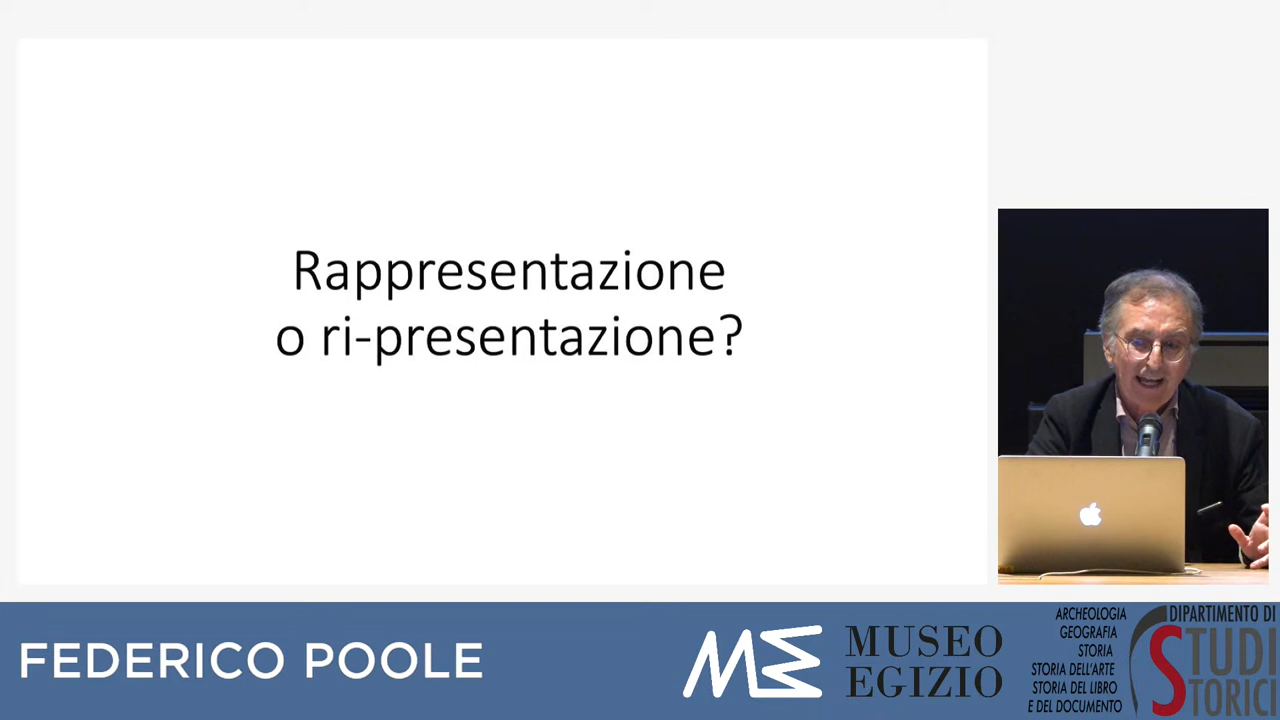 Rappresentazione
o ri-presentazione?
FEDERICO POOLE
ME
MUSEO
EGIZIO
ARCHEOLOGIA
GEOGRAFIA
STORIA
STORIA DELL'ARTE
STORIA DEL LIBRO
E DEL DOCUMENTO
DIPARTIMENTO DI
STUDI
STORICI